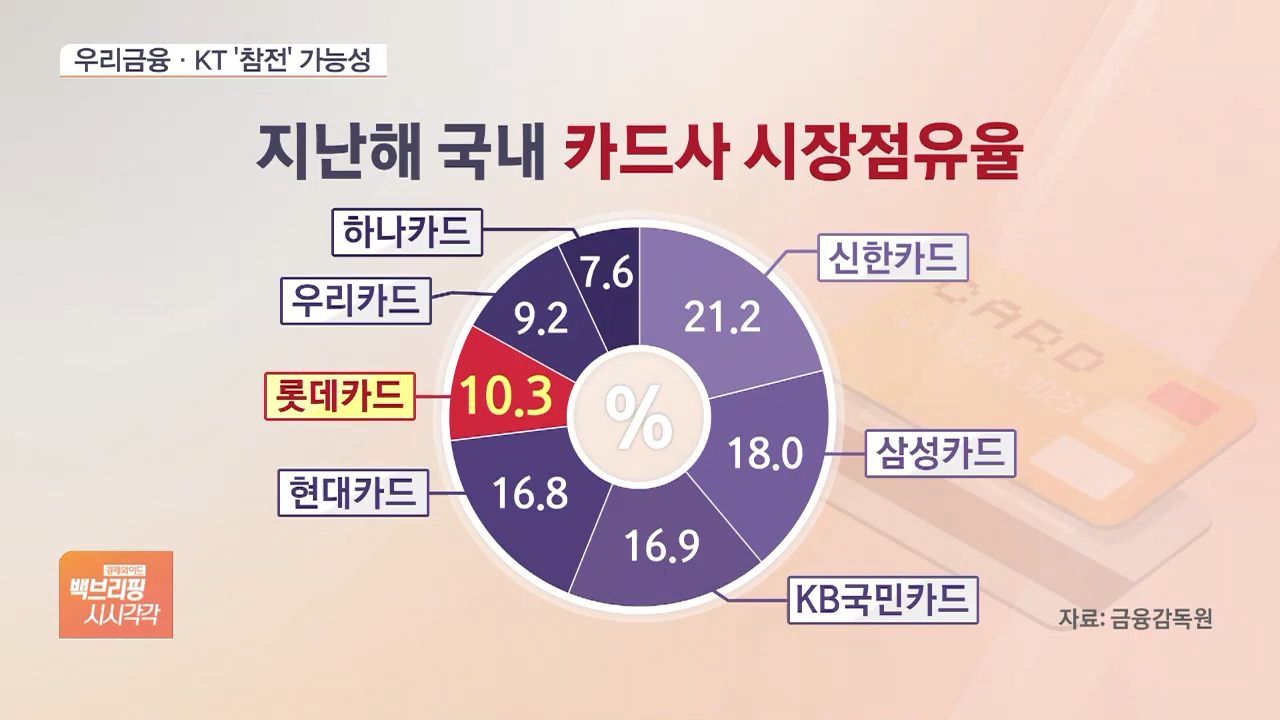 우리금융 · KT '참전' 가능성
지난해 국내 카드사 시장점유율
하나카드
7.6
신한카드
우리카드
9.2
21.2
롯데카드
10.3
%
18.0
삼성카드
현대카드
16.8
16.9
KB국민카드
CARD
경제와이드
백브리핑
시시각각
자료: 금융감독원